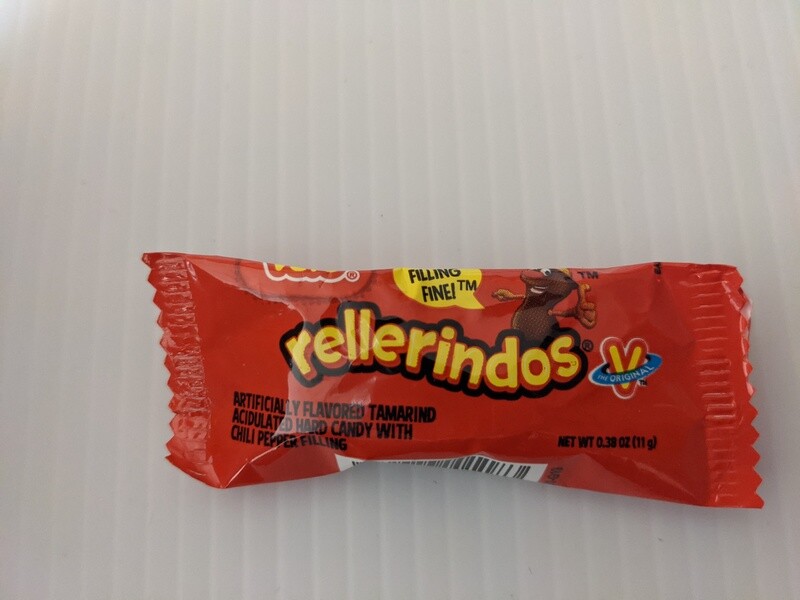 FILLING
FINE!™
™
rellerindos®
V
THE ORIGINAL
ARTIFICIALLY FLAVORED TAMARIND
ACIDULATED HARD CANDY WITH
CHILI PEPPER FILLING
NET WT 0.38 OZ (11 g)